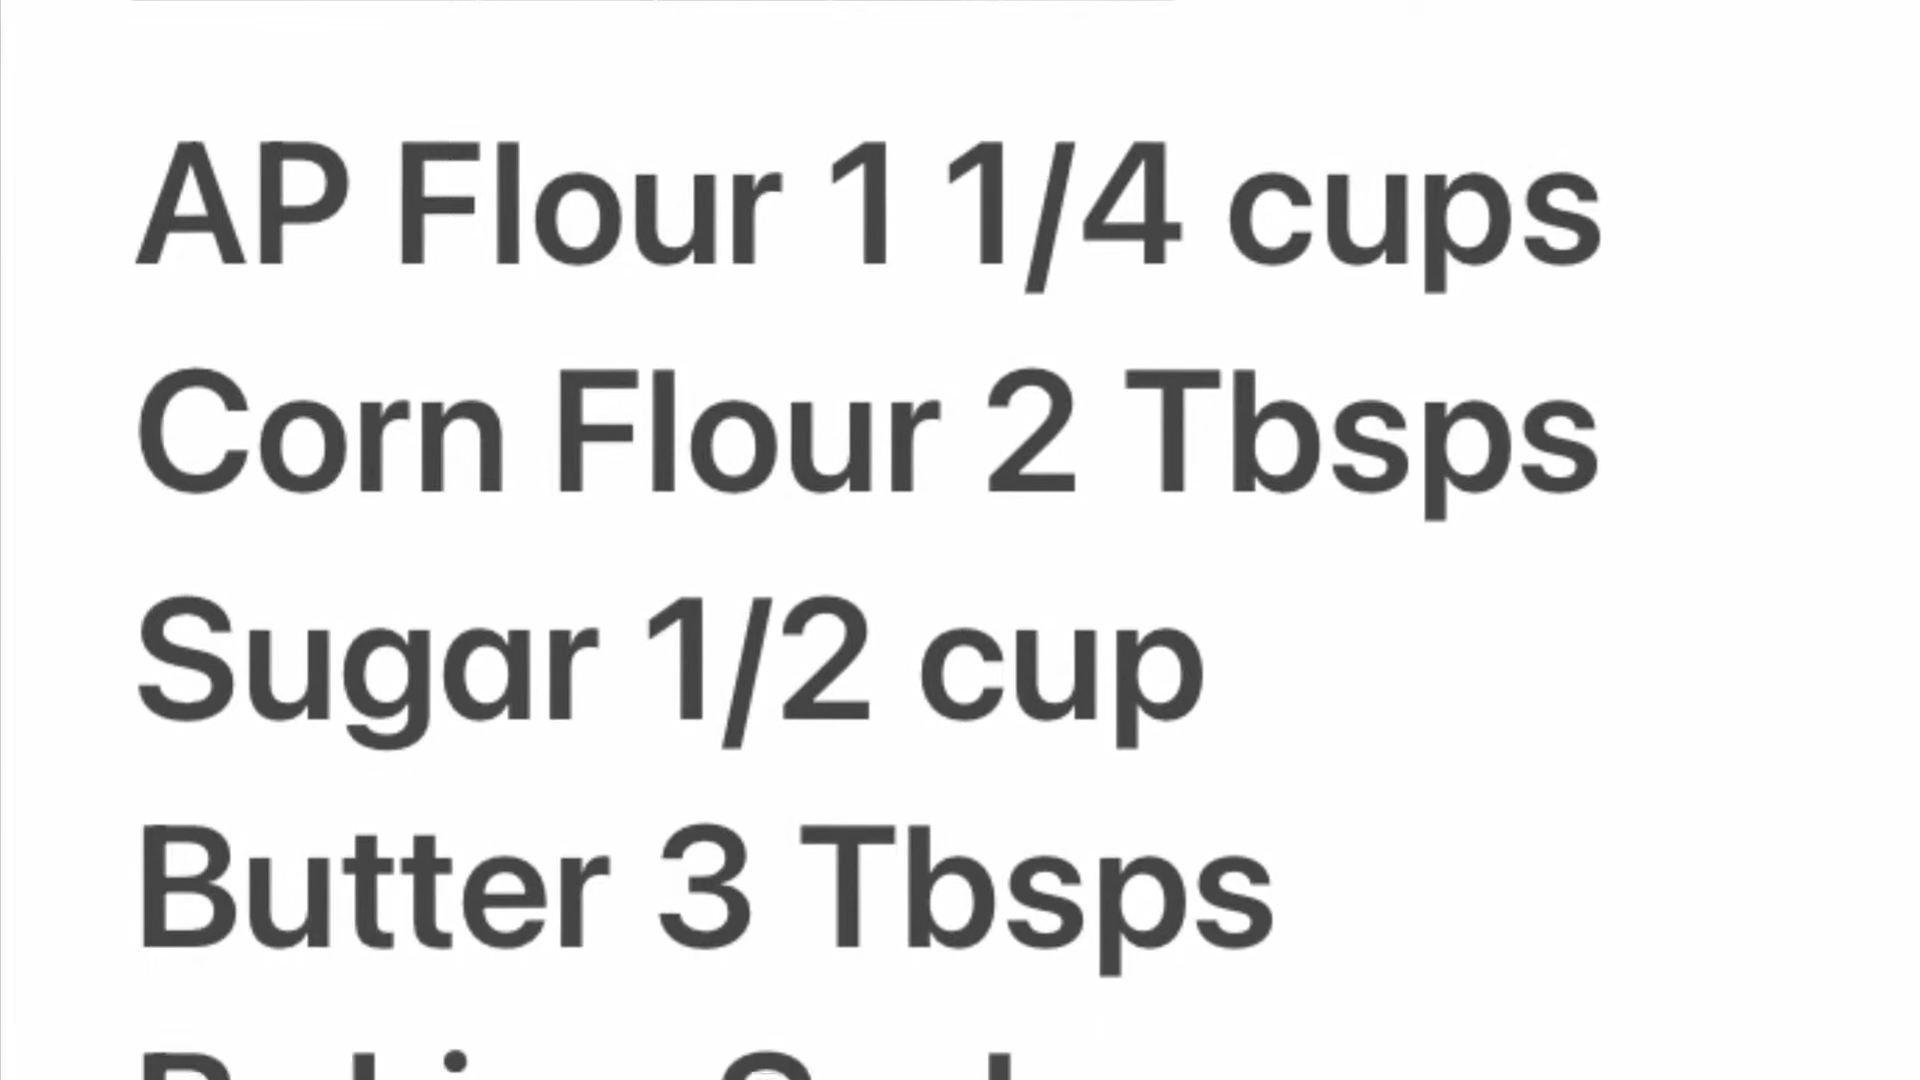 AP Flour 1 1/4 cups
Corn Flour 2 Tbsps
Sugar 1/2 cup
Butter 3 Tbsps